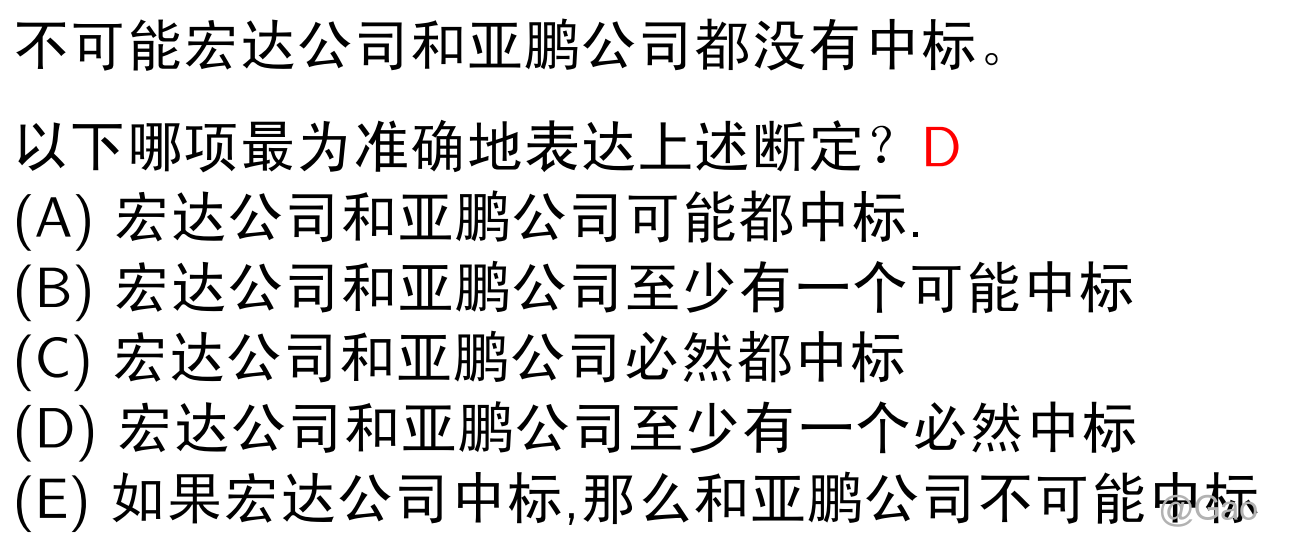 不可能宏达公司和亚鹏公司都没有中标。
以下哪项最为准确地表达上述断定？D
(A) 宏达公司和亚鹏公司可能都中标.
(B) 宏达公司和亚鹏公司至少有一个可能中标
(C) 宏达公司和亚鹏公司必然都中标
(D) 宏达公司和亚鹏公司至少有一个必然中标
(E) 如果宏达公司中标,那么和亚鹏公司不可能中标
@Gao